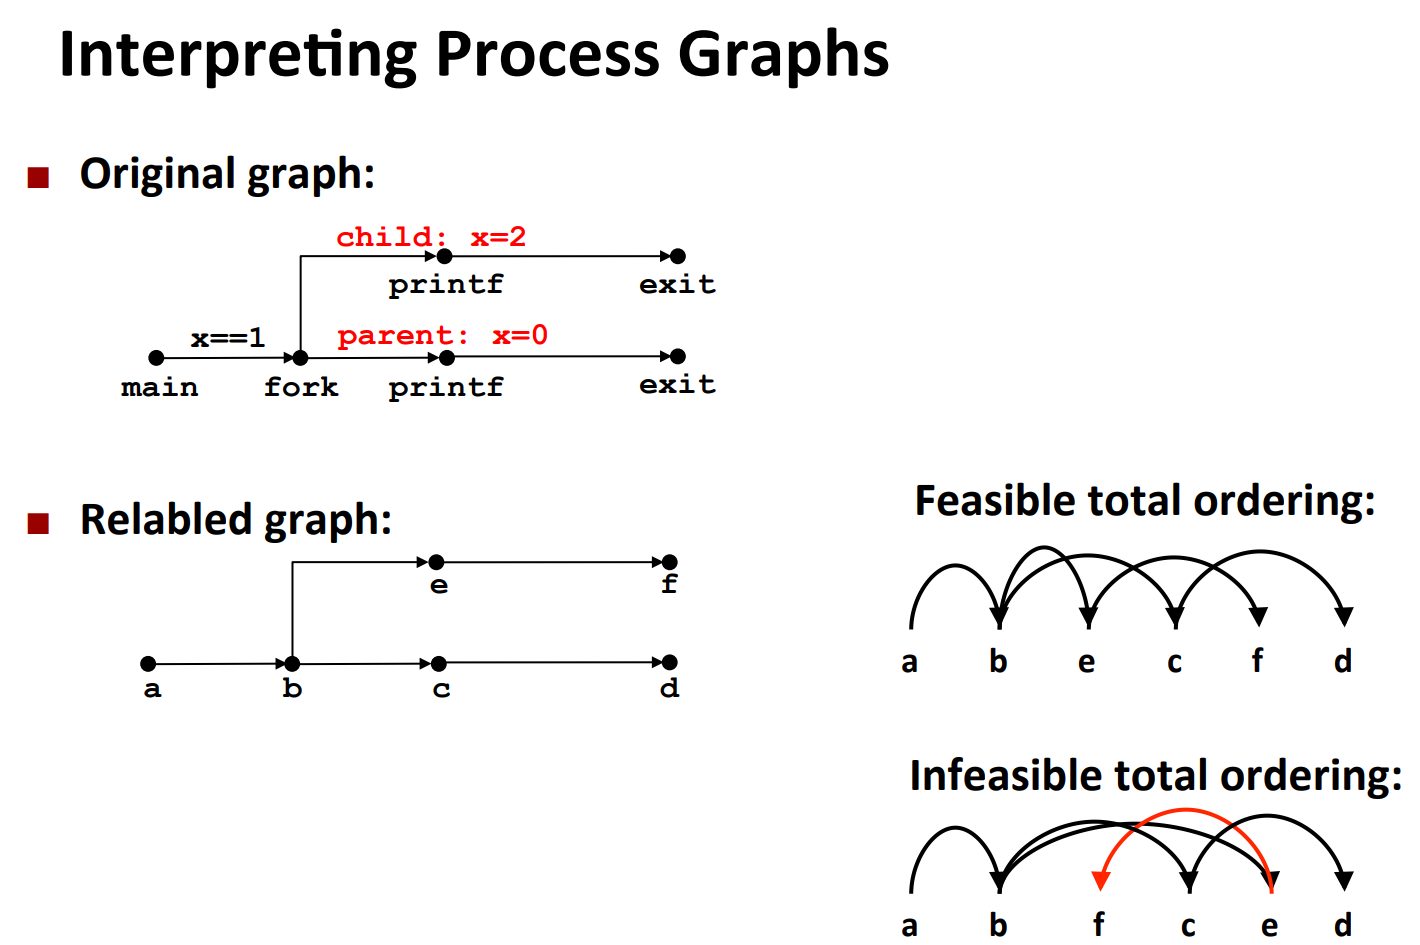 Interpreting Process Graphs
Original graph:
child: x=2
printf exit
x==1 parent: x=0
main fork printf exit
Relabled graph:
e f
a b c d
Feasible total ordering:
a b e c f d
Infeasible total ordering:
a b f c e d